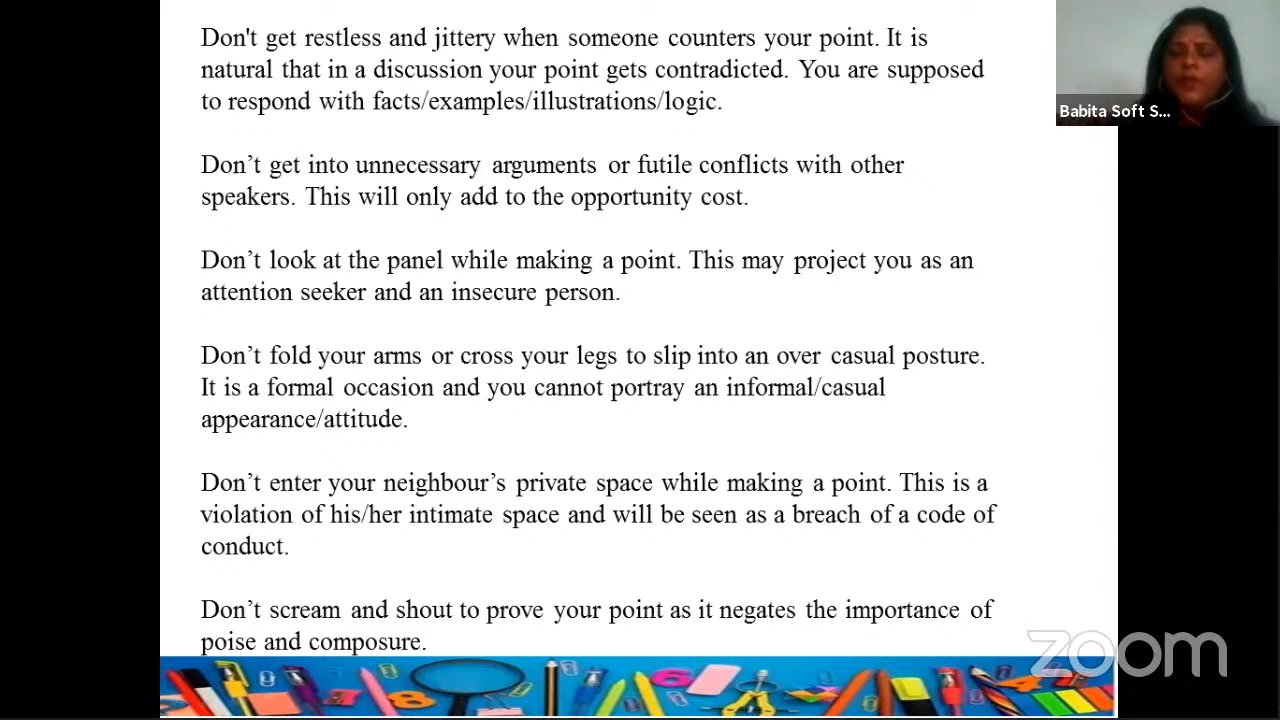 Don't get restless and jittery when someone counters your point. It is
natural that in a discussion your point gets contradicted. You are supposed
to respond with facts/examples/illustrations/logic.
Don’t get into unnecessary arguments or futile conflicts with other
speakers. This will only add to the opportunity cost.
Don’t look at the panel while making a point. This may project you as an
attention seeker and an insecure person.
Don’t fold your arms or cross your legs to slip into an over casual posture.
It is a formal occasion and you cannot portray an informal/casual
appearance/attitude.
Don’t enter your neighbour’s private space while making a point. This is a
violation of his/her intimate space and will be seen as a breach of a code of
conduct.
Don’t scream and shout to prove your point as it negates the importance of
poise and composure.
Babita Soft S...
zoom
6
8
4